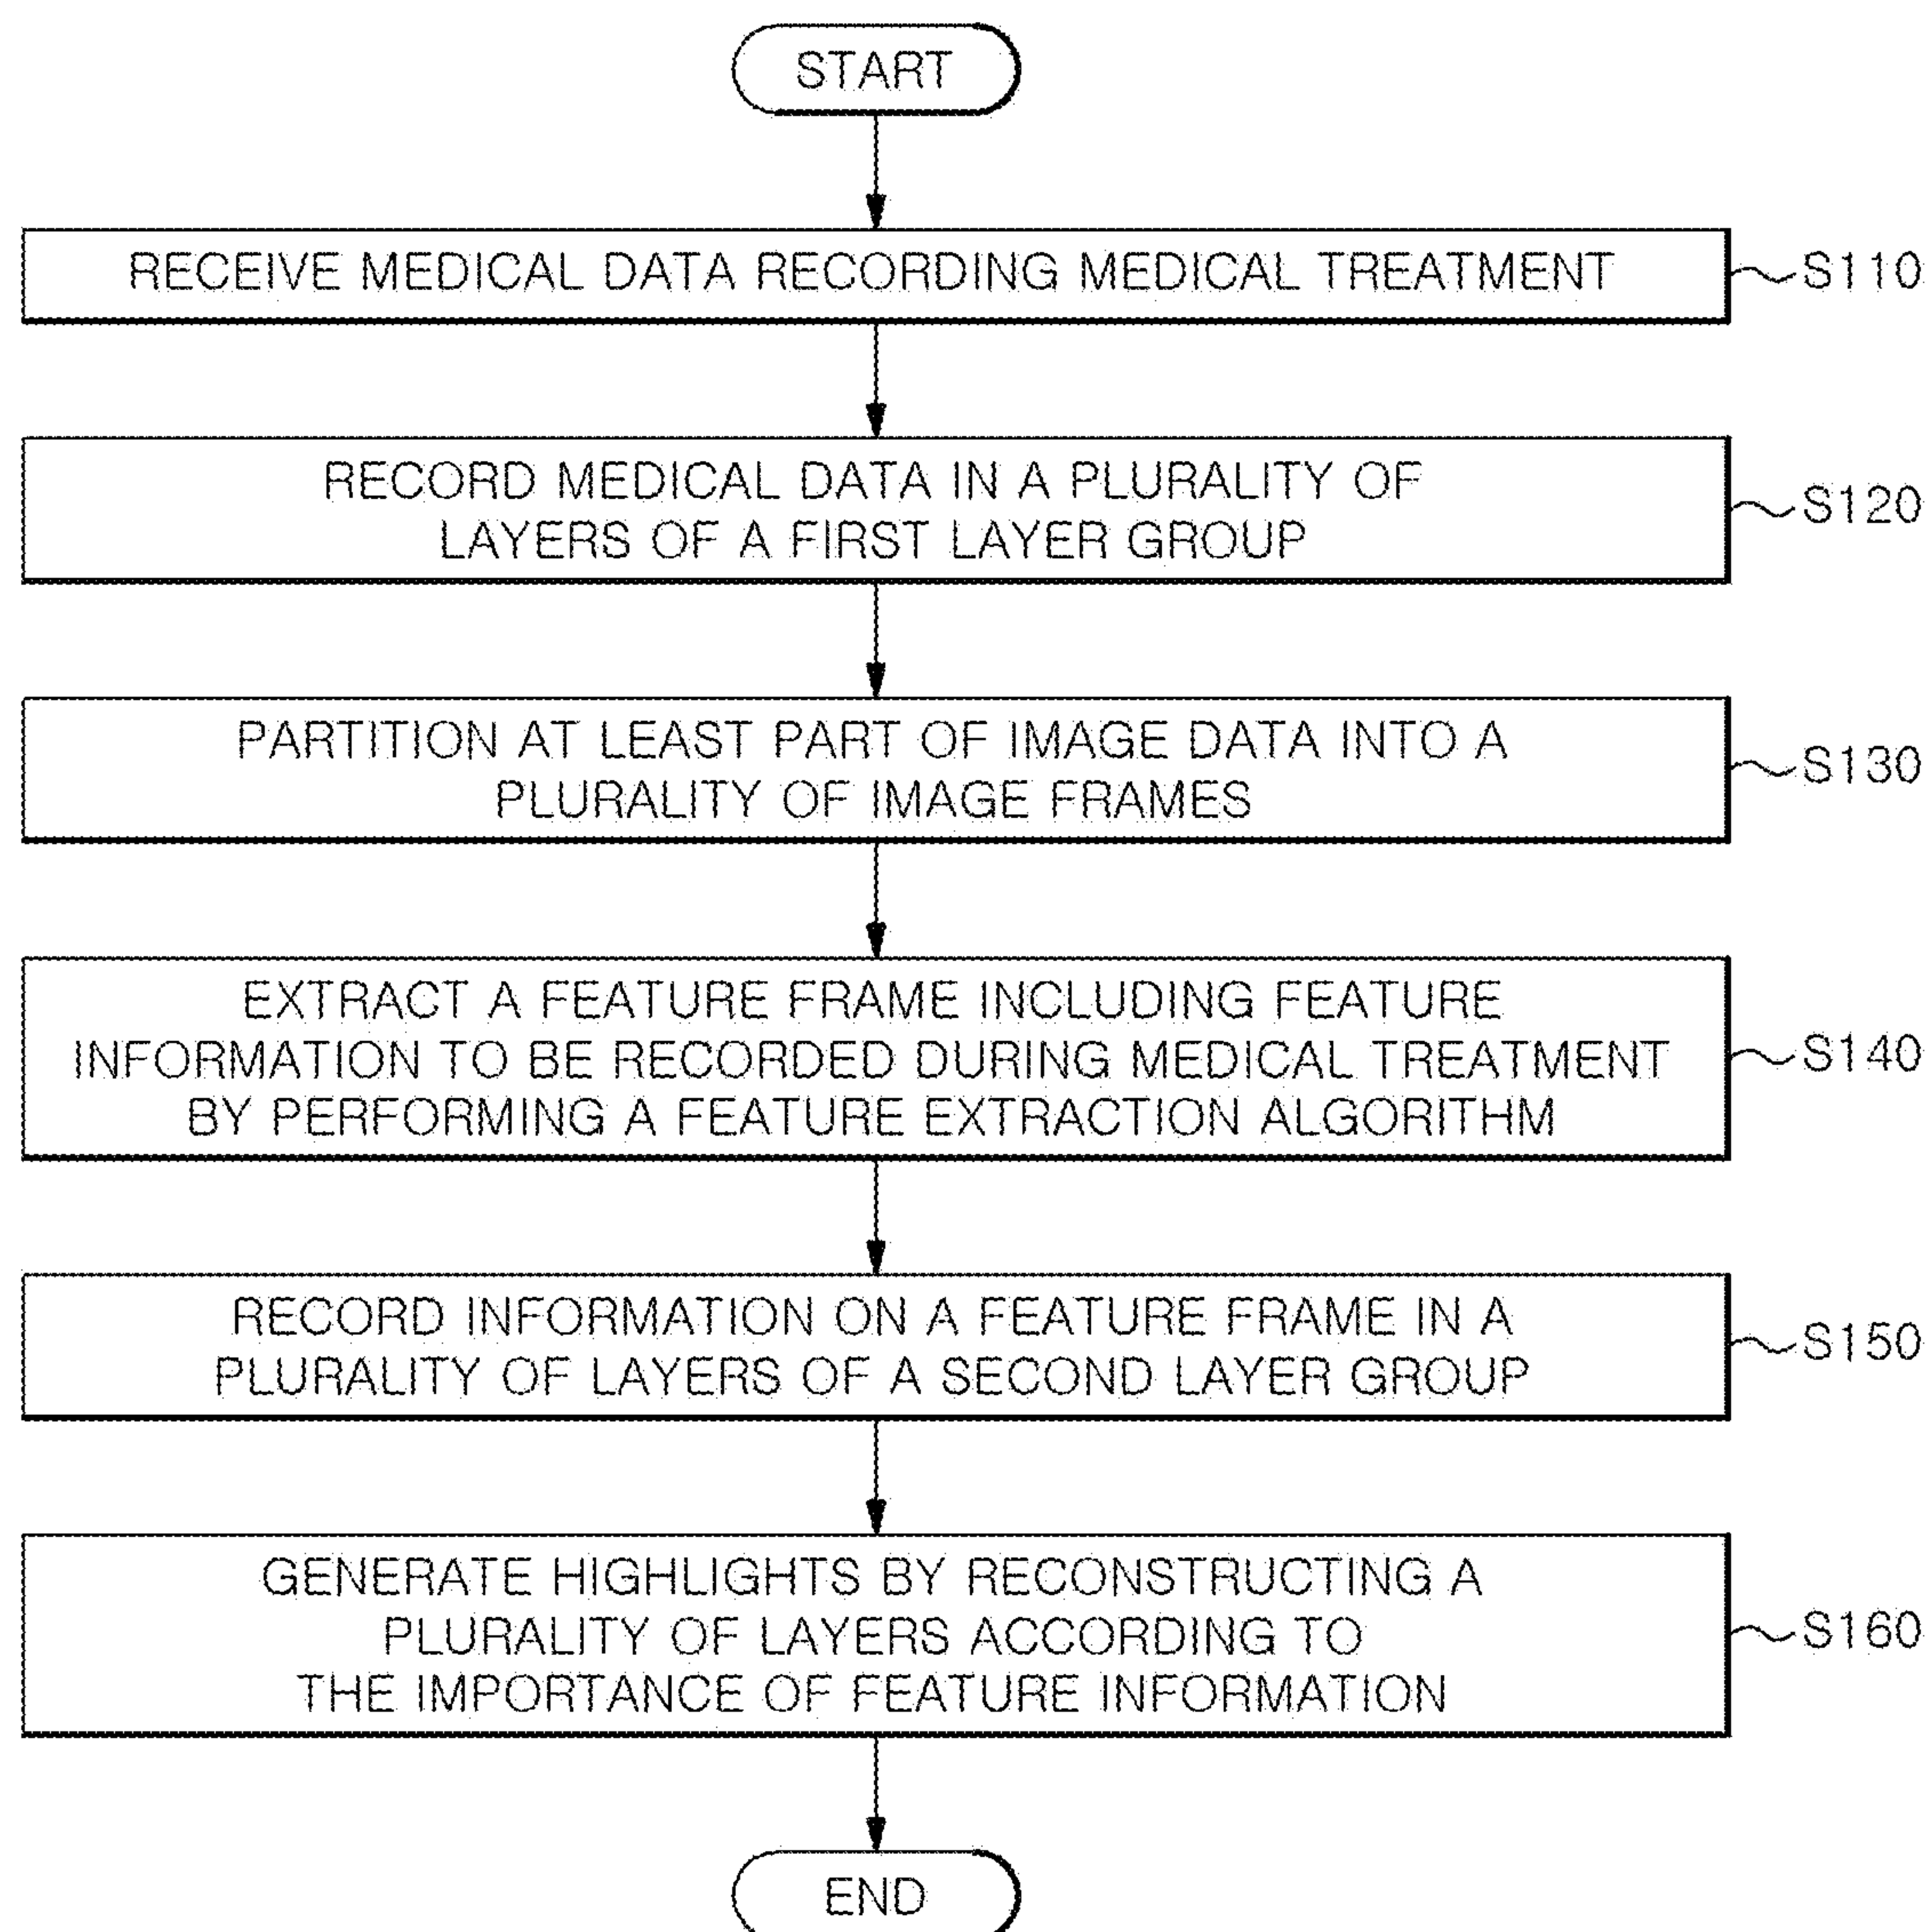 START
RECEIVE MEDICAL DATA RECORDING MEDICAL TREATMENT
S110
RECORD MEDICAL DATA IN A PLURALITY OF
LAYERS OF A FIRST LAYER GROUP
S120
PARTITION AT LEAST PART OF IMAGE DATA INTO A
PLURALITY OF IMAGE FRAMES
S130
EXTRACT A FEATURE FRAME INCLUDING FEATURE
INFORMATION TO BE RECORDED DURING MEDICAL TREATMENT
BY PERFORMING A FEATURE EXTRACTION ALGORITHM
S140
RECORD INFORMATION ON A FEATURE FRAME IN A
PLURALITY OF LAYERS OF A SECOND LAYER GROUP
S150
GENERATE HIGHLIGHTS BY RECONSTRUCTING A
PLURALITY OF LAYERS ACCORDING TO
THE IMPORTANCE OF FEATURE INFORMATION
S160
END